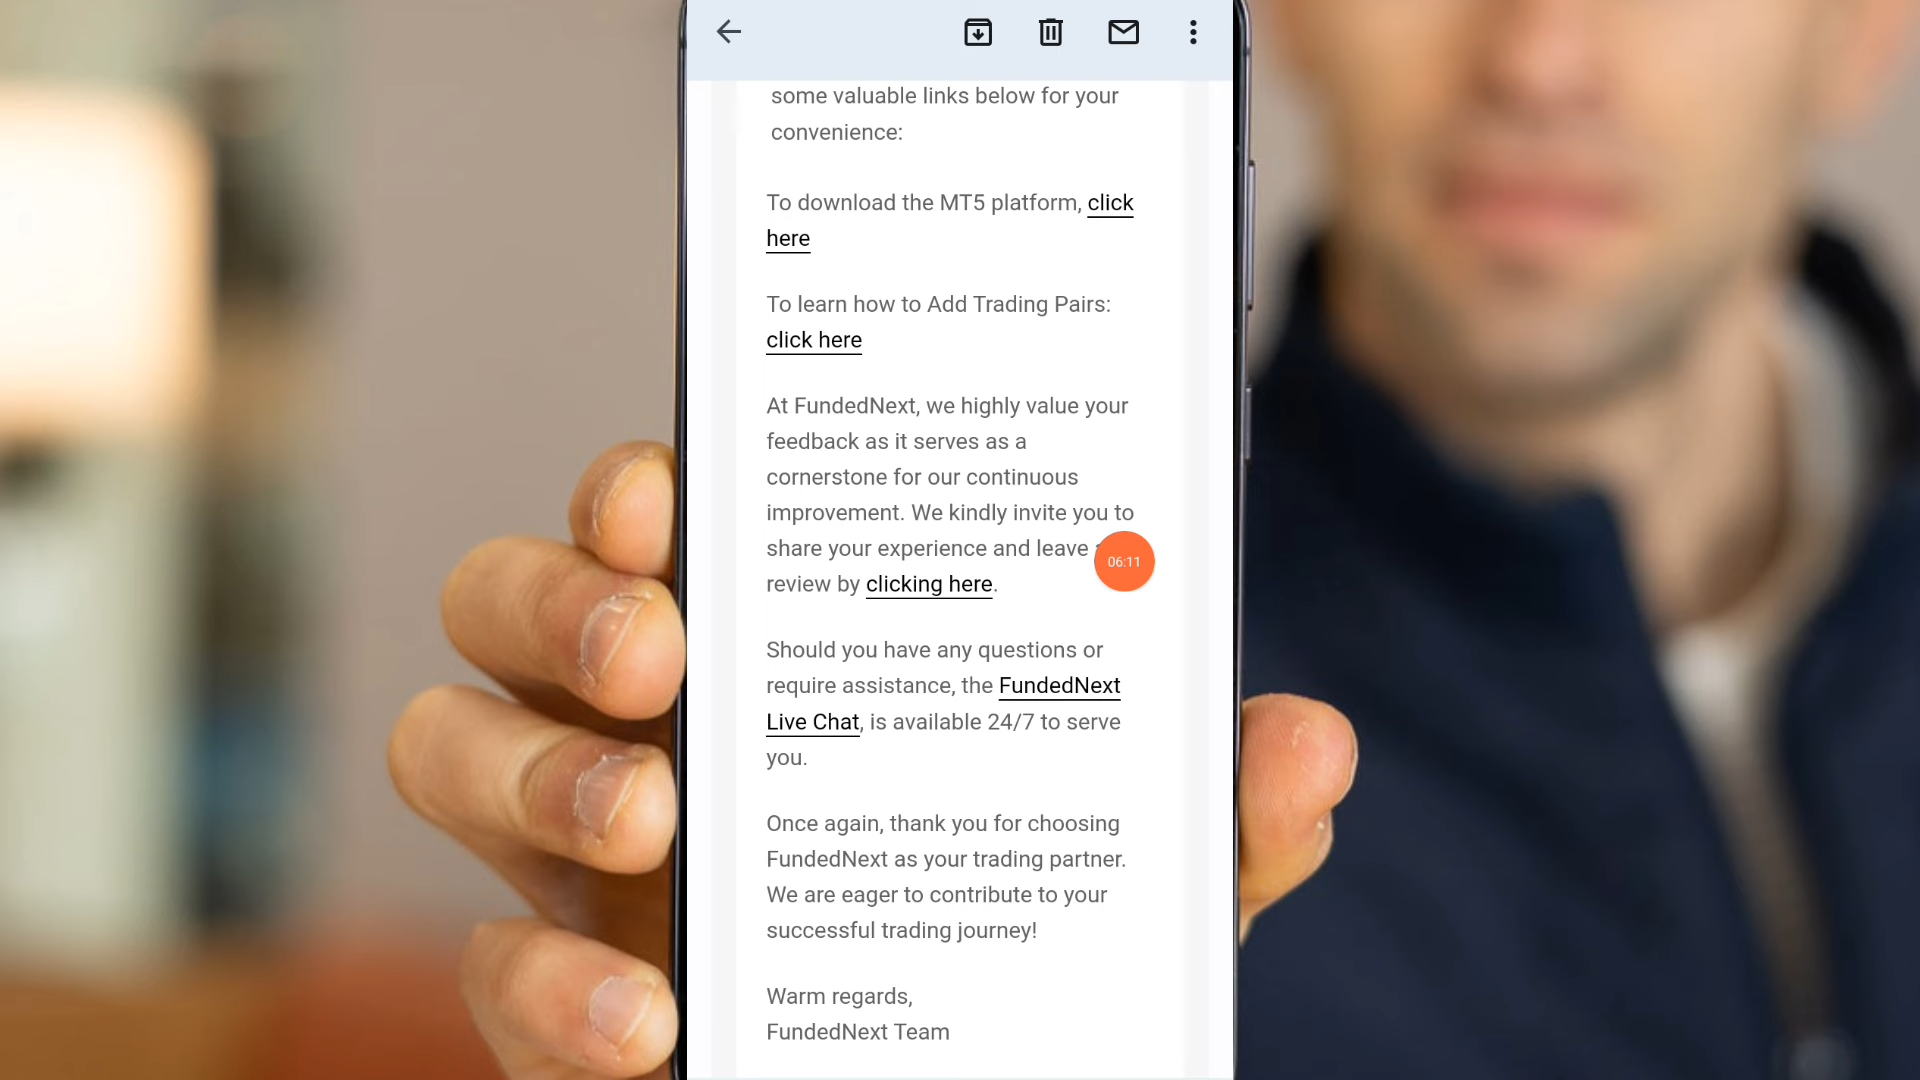 some valuable links below for your
convenience:
To download the MT5 platform, click
here
To learn how to Add Trading Pairs:
click here
At FundedNext, we highly value your
feedback as it serves as a
cornerstone for our continuous
improvement. We kindly invite you to
share your experience and leave
06:11
review by clicking here.
Should you have any questions or
require assistance, the FundedNext
Live Chat, is available 24/7 to serve
you.
Once again, thank you for choosing
FundedNext as your trading partner.
We are eager to contribute to your
successful trading journey!
Warm regards,
FundedNext Team